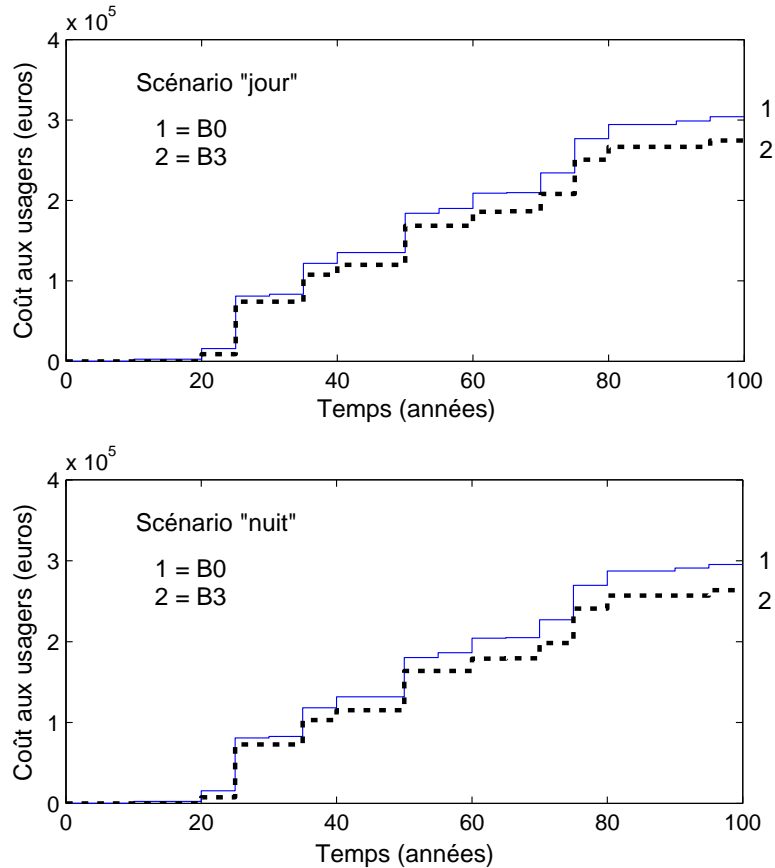 x 10^5
4
3
2
1
0
Coût aux usagers (euros)
Scénario "jour"
1 = B0
2 = B3
1
2
0 20 40 60 80 100
Temps (années)
x 10^5
4
3
2
1
0
Coût aux usagers (euros)
Scénario "nuit"
1 = B0
2 = B3
1
2
0 20 40 60 80 100
Temps (années)